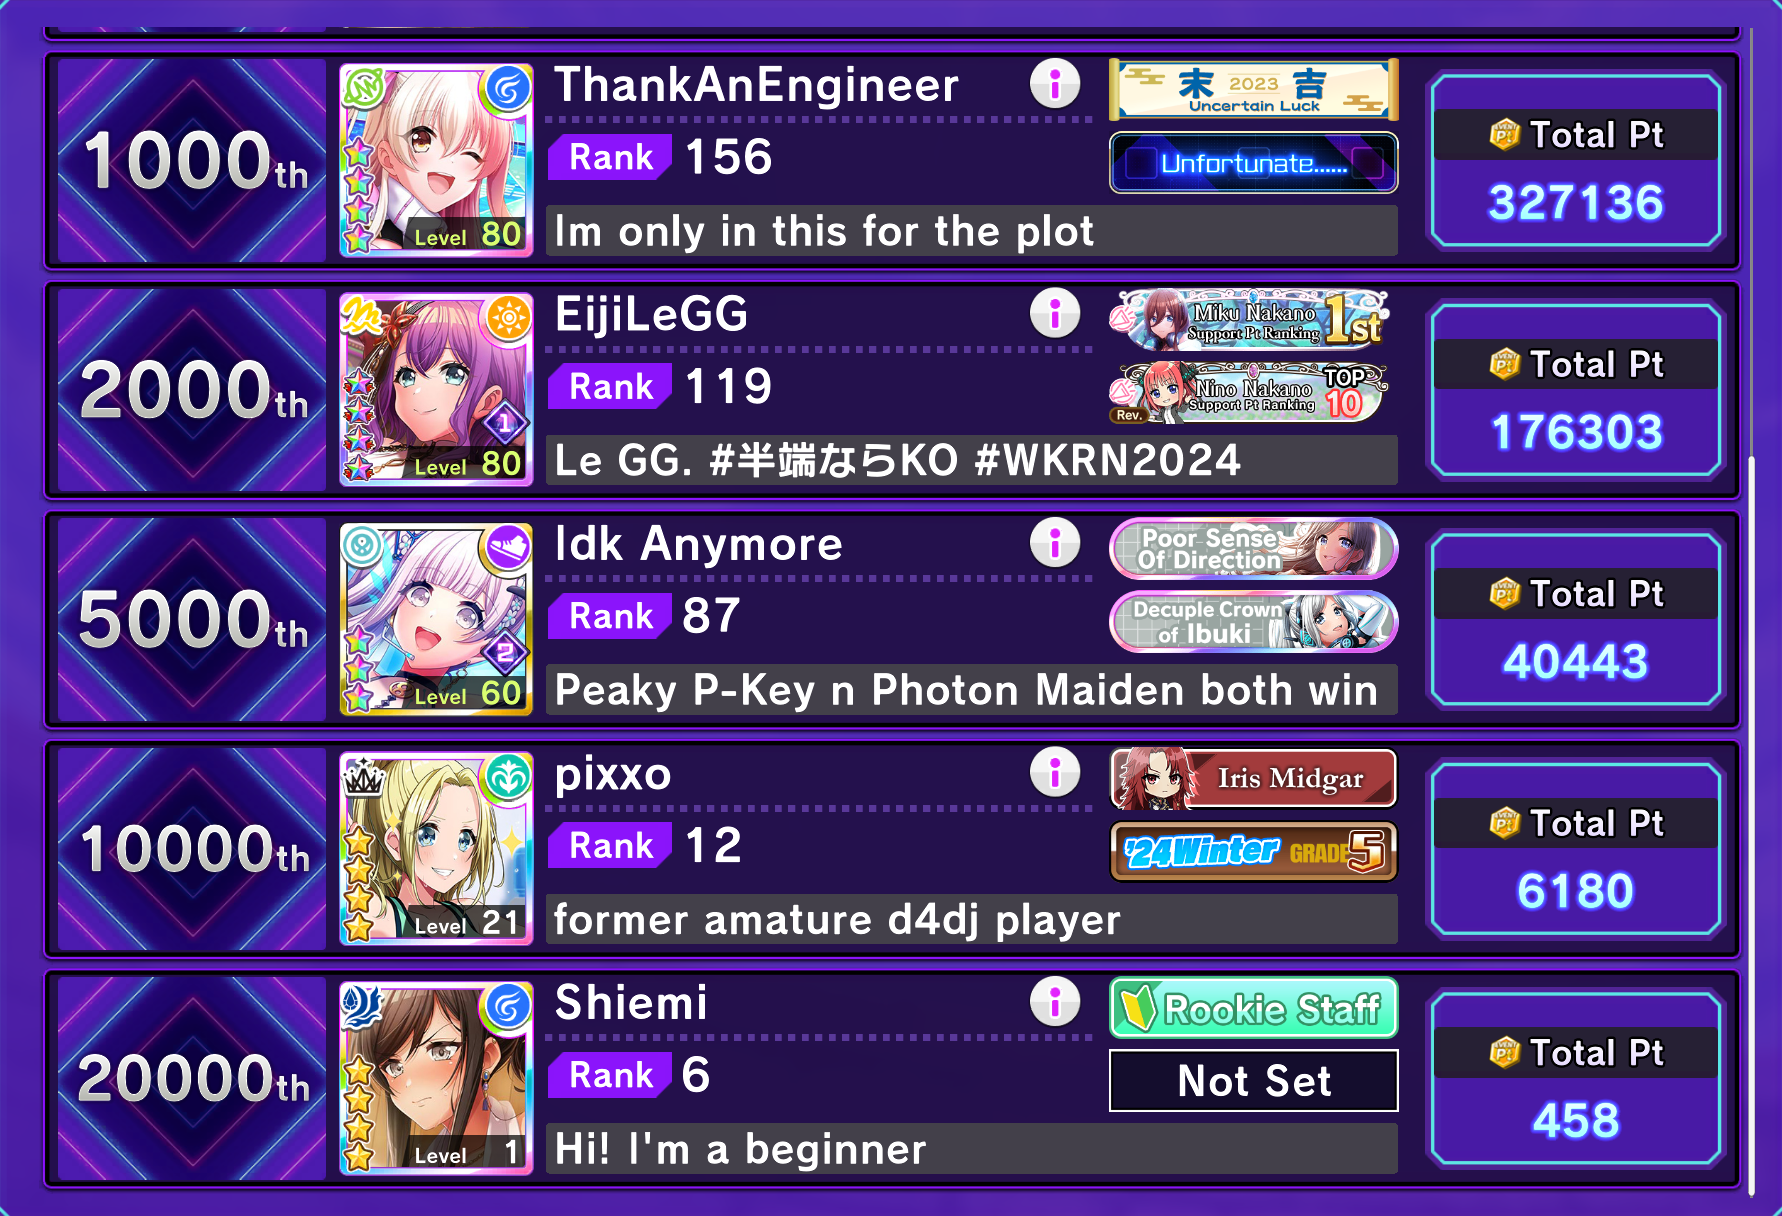 1000th
ThankAnEngineer
末 2023 吉
Uncertain Luck
Rank 156
Unfortunate......
Level 80
Im only in this for the plot
Total Pt
327136
2000th
EijiLeGG
Miku Nakano
Support Pt Ranking
1st
Rank 119
Nino Nakano
Support Pt Ranking
TOP
10
Rev.
1
Level 80
Le GG. #半端ならKO #WKRN2024
Total Pt
176303
5000th
Idk Anymore
Poor Sense
Of Direction
Rank 87
Decuple Crown
of Ibuki
2
Level 60
Peaky P-Key n Photon Maiden both win
Total Pt
40443
10000th
pixxo
Iris Midgar
Rank 12
'24Winter GRADE 5
Level 21
former amature d4dj player
Total Pt
6180
20000th
Shiemi
Rookie Staff
Rank 6
Not Set
Level 1
Hi! I'm a beginner
Total Pt
458